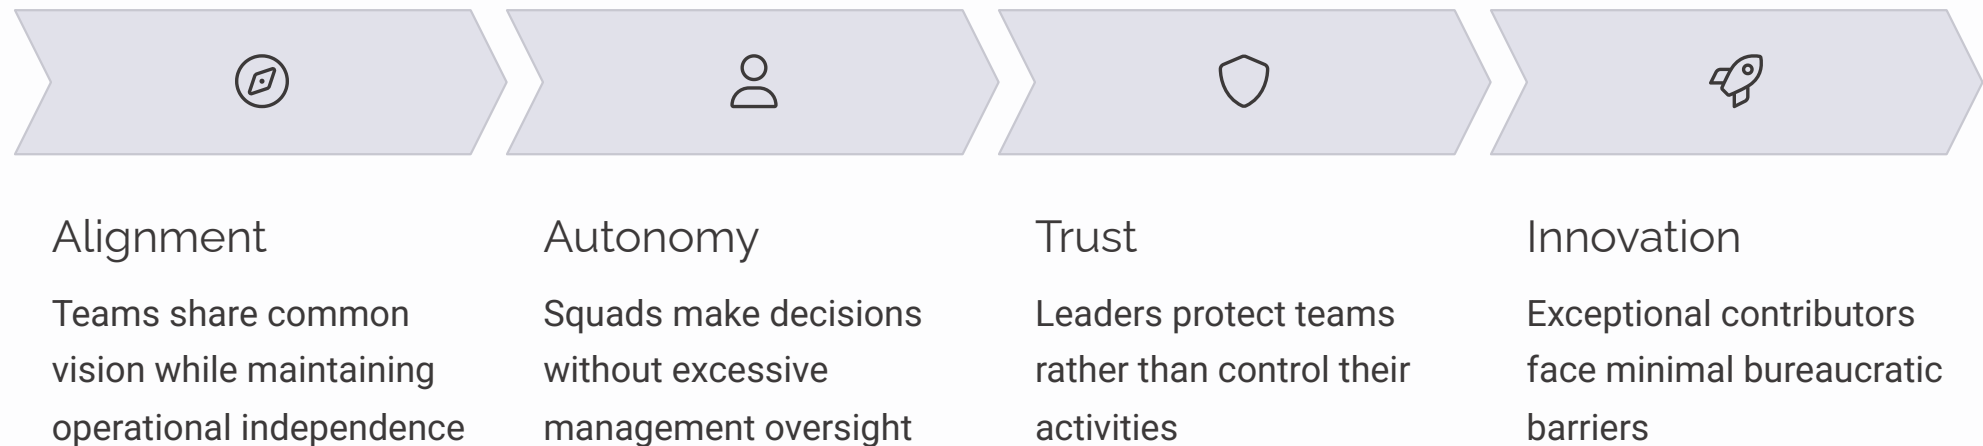 Alignment
Teams share common
vision while maintaining
operational independence
Autonomy
Squads make decisions
without excessive
management oversight
Trust
Leaders protect teams
rather than control their
activities
Innovation
Exceptional contributors
face minimal bureaucratic
barriers